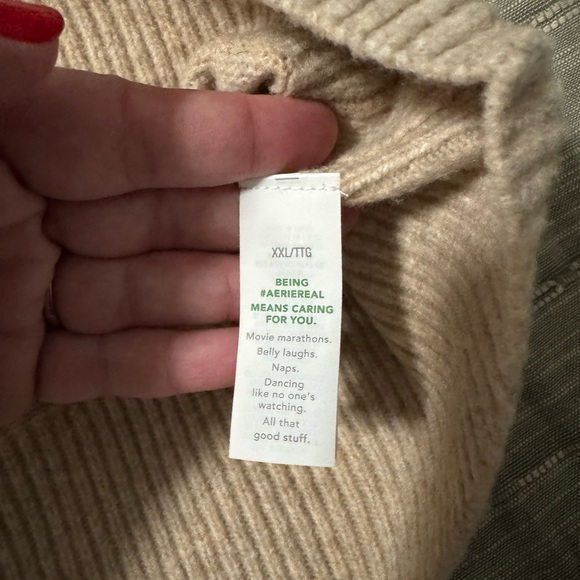 XXL/TTG
BEING
#AERIEREAL
MEANS CARING
FOR YOU.
Movie marathons.
Belly laughs.
Naps.
Dancing
like no one's
watching.
All that
good stuff.